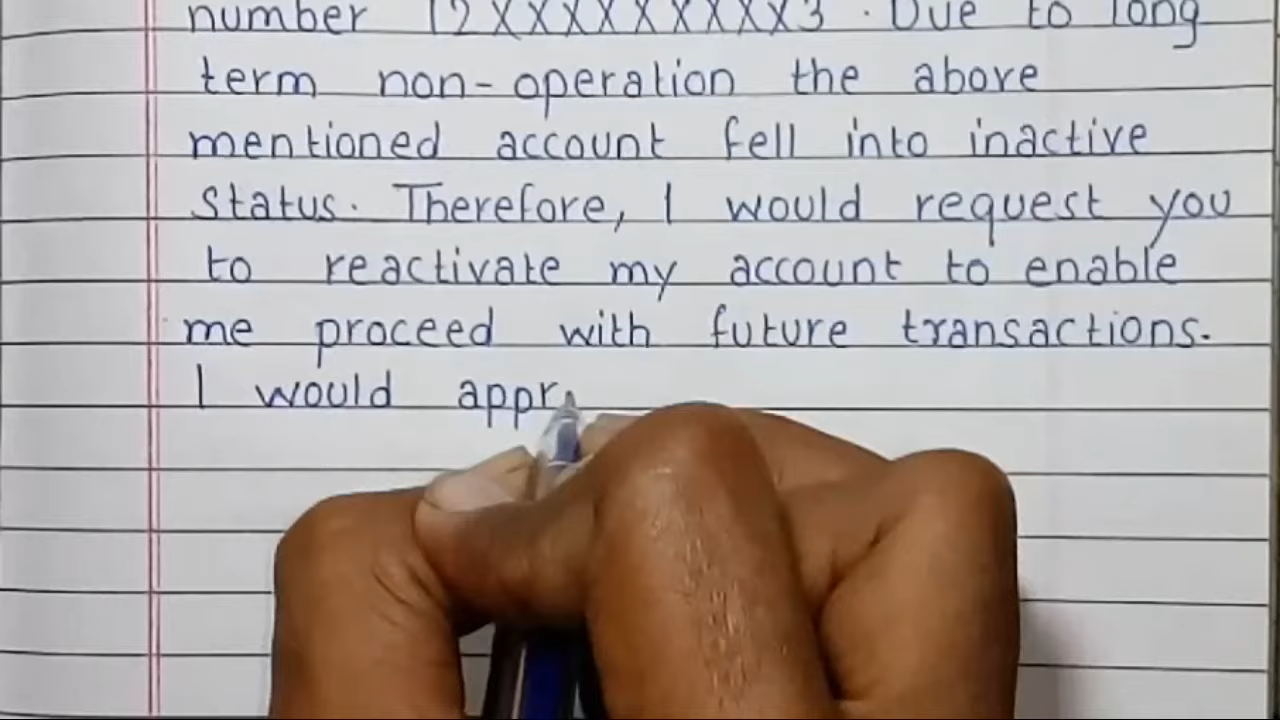 number 12XXXXXXXXX3. Due to long
term non-operation the above
mentioned account fell into inactive
status. Therefore, I would request you
to reactivate my account to enable
me proceed with future transactions.
I would appr